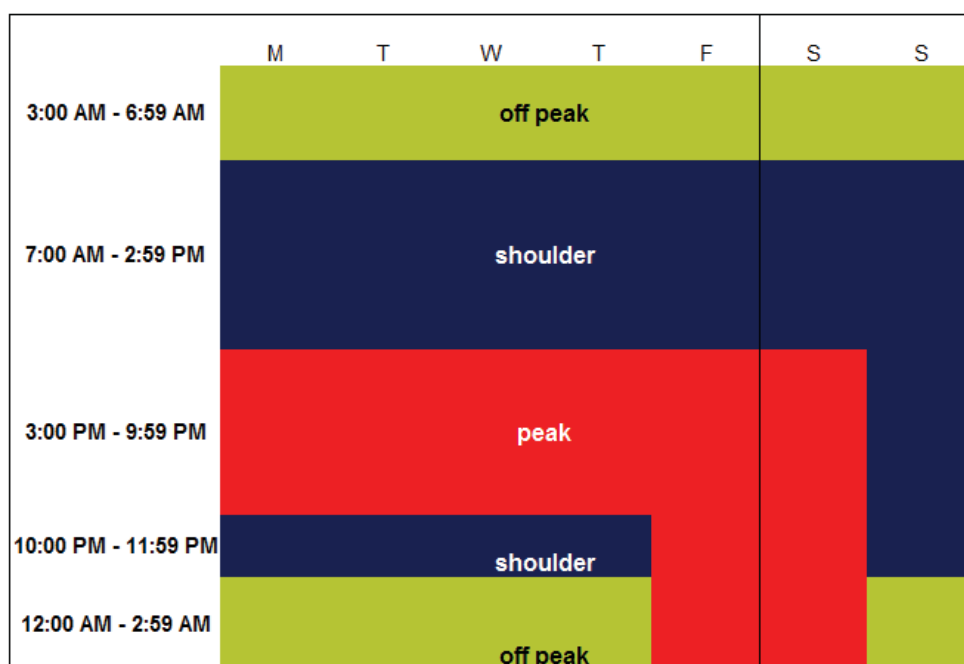 M T W T F S S
3:00 AM - 6:59 AM off peak
7:00 AM - 2:59 PM shoulder
3:00 PM - 9:59 PM peak
10:00 PM - 11:59 PM shoulder
12:00 AM - 2:59 AM
off peak